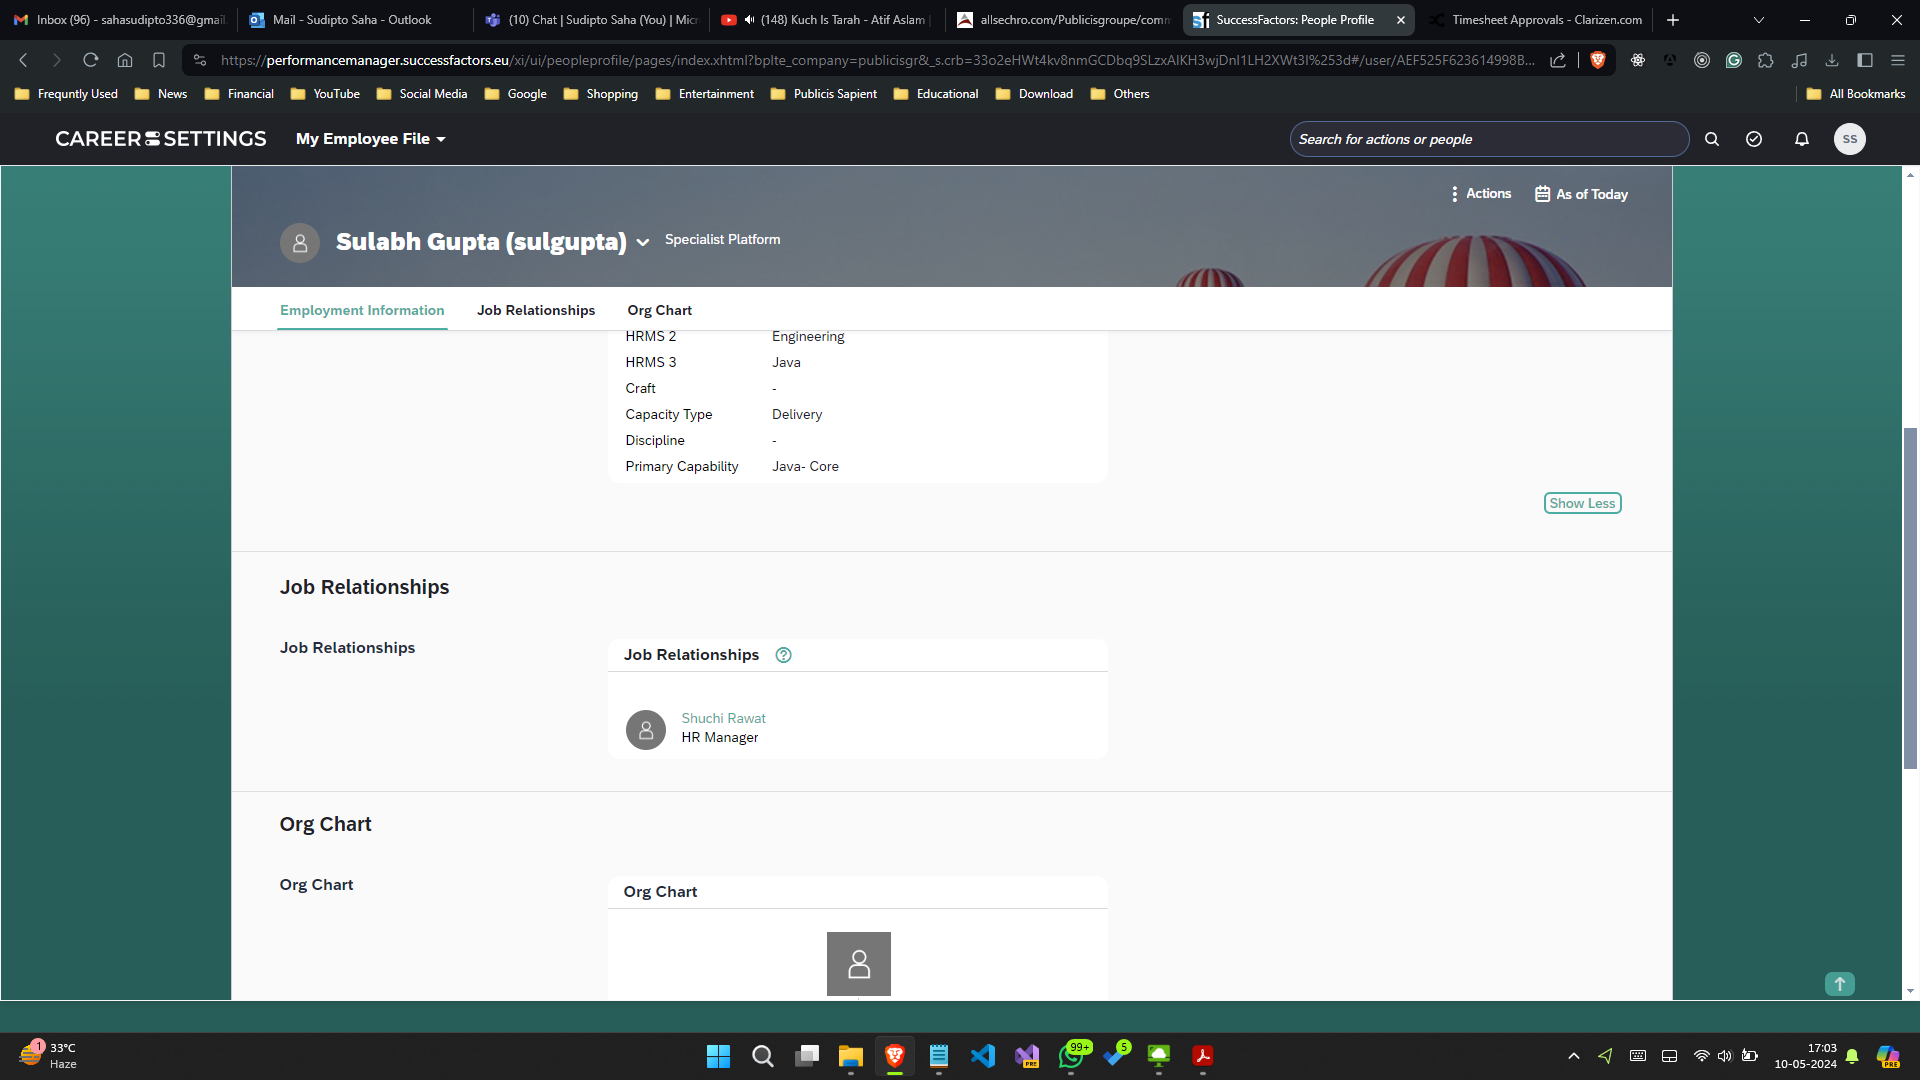 Inbox (96) - sahasudipto336@gmail.
Mail - Sudipto Saha - Outlook
(10) Chat | Sudipto Saha (You) | Micr
(148) Kuch Is Tarah - Atif Aslam |
allsechro.com/Publicisgroupe/comm
SuccessFactors: People Profile
Timesheet Approvals - Clarizen.com
https://performancemanager.successfactors.eu/xi/ui/peopleprofile/pages/index.xhtml?bplte_company=publicisgr&_s.crb=33o2eHWt4kv8nmGCDbq9SLzxAIKH3wjDnI1LH2XWt3I%253d#/user/AEF525F623614998B...
Frequntly Used
News
Financial
YouTube
Social Media
Google
Shopping
Entertainment
Publicis Sapient
Educational
Download
Others
All Bookmarks
CAREER SETTINGS
My Employee File
Search for actions or people
SS
Actions
As of Today
Sulabh Gupta (sulgupta)
Specialist Platform
Employment Information
Job Relationships
Org Chart
HRMS 2 Engineering
HRMS 3 Java
Craft -
Capacity Type Delivery
Discipline -
Primary Capability Java- Core
Show Less
Job Relationships
Job Relationships
Job Relationships
Shuchi Rawat
HR Manager
Org Chart
Org Chart
Org Chart
1
33°C
Haze
PRE
99+
5
17:03
10-05-2024
PRE